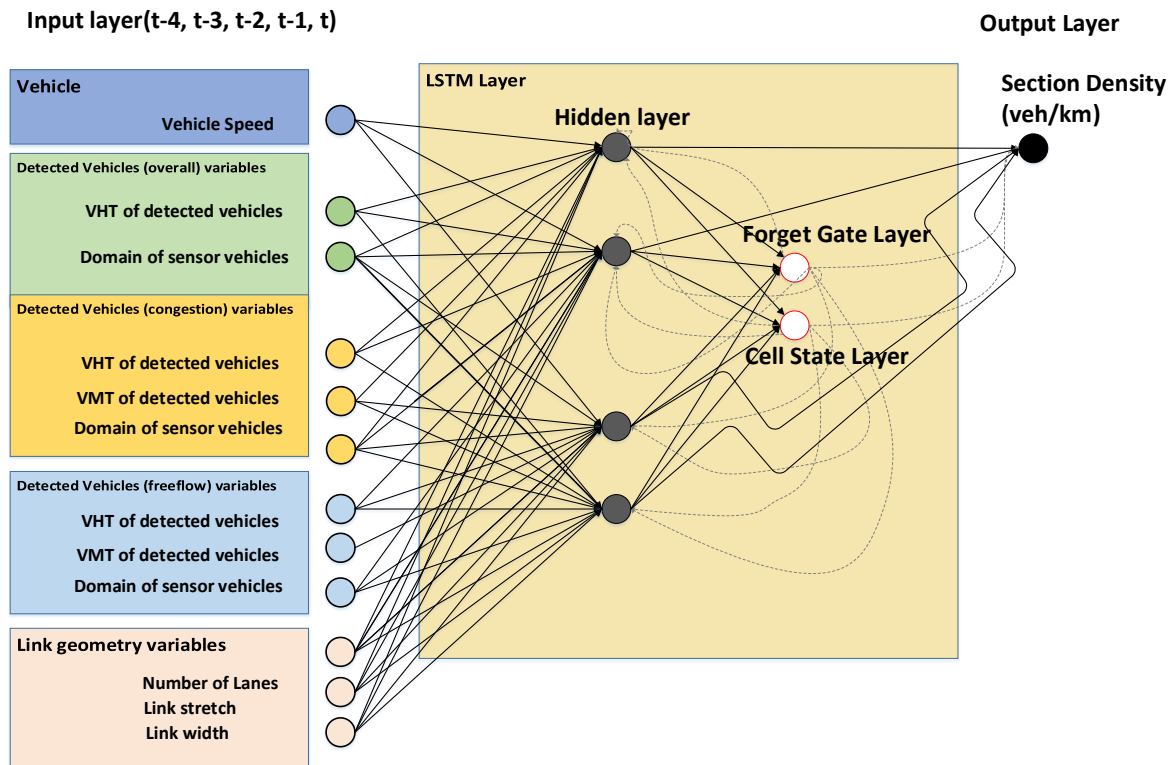 Input layer(t-4, t-3, t-2, t-1, t)
Output Layer
Vehicle
Vehicle Speed
Detected Vehicles (overall) variables
VHT of detected vehicles
Domain of sensor vehicles
Detected Vehicles (congestion) variables
VHT of detected vehicles
VMT of detected vehicles
Domain of sensor vehicles
Detected Vehicles (freeflow) variables
VHT of detected vehicles
VMT of detected vehicles
Domain of sensor vehicles
Link geometry variables
Number of Lanes
Link stretch
Link width
LSTM Layer
Hidden layer
Forget Gate Layer
Cell State Layer
Section Density
(veh/km)